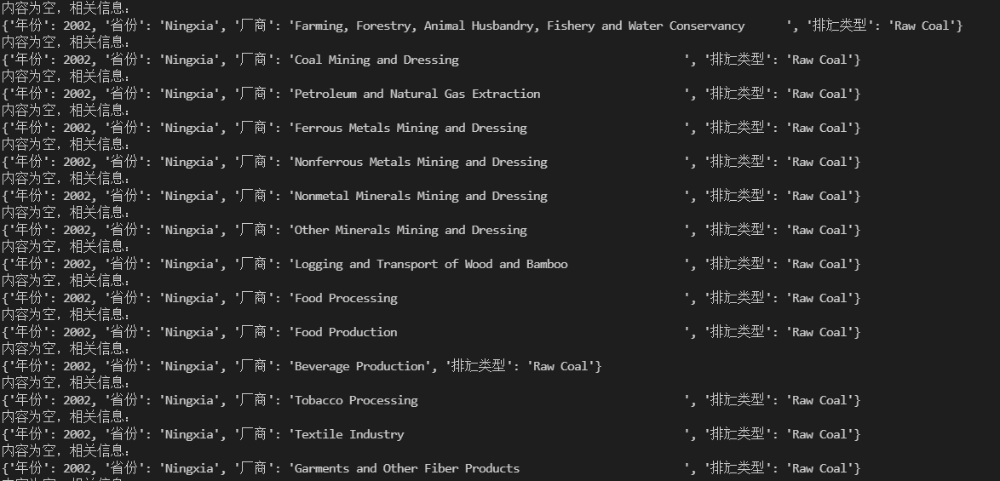 内容为空，相关信息：
{'年份': 2002, '省份': 'Ningxia', '厂商': 'Farming, Forestry, Animal Husbandry, Fishery and Water Conservancy      ', '排放类型': 'Raw Coal'}
内容为空，相关信息：
{'年份': 2002, '省份': 'Ningxia', '厂商': 'Coal Mining and Dressing                                 ', '排放类型': 'Raw Coal'}
内容为空，相关信息：
{'年份': 2002, '省份': 'Ningxia', '厂商': 'Petroleum and Natural Gas Extraction                     ', '排放类型': 'Raw Coal'}
内容为空，相关信息：
{'年份': 2002, '省份': 'Ningxia', '厂商': 'Ferrous Metals Mining and Dressing                       ', '排放类型': 'Raw Coal'}
内容为空，相关信息：
{'年份': 2002, '省份': 'Ningxia', '厂商': 'Nonferrous Metals Mining and Dressing                    ', '排放类型': 'Raw Coal'}
内容为空，相关信息：
{'年份': 2002, '省份': 'Ningxia', '厂商': 'Nonmetal Minerals Mining and Dressing                    ', '排放类型': 'Raw Coal'}
内容为空，相关信息：
{'年份': 2002, '省份': 'Ningxia', '厂商': 'Other Minerals Mining and Dressing                       ', '排放类型': 'Raw Coal'}
内容为空，相关信息：
{'年份': 2002, '省份': 'Ningxia', '厂商': 'Logging and Transport of Wood and Bamboo                 ', '排放类型': 'Raw Coal'}
内容为空，相关信息：
{'年份': 2002, '省份': 'Ningxia', '厂商': 'Food Processing                                          ', '排放类型': 'Raw Coal'}
内容为空，相关信息：
{'年份': 2002, '省份': 'Ningxia', '厂商': 'Food Production                                          ', '排放类型': 'Raw Coal'}
内容为空，相关信息：
{'年份': 2002, '省份': 'Ningxia', '厂商': 'Beverage Production', '排放类型': 'Raw Coal'}
内容为空，相关信息：
{'年份': 2002, '省份': 'Ningxia', '厂商': 'Tobacco Processing                                       ', '排放类型': 'Raw Coal'}
内容为空，相关信息：
{'年份': 2002, '省份': 'Ningxia', '厂商': 'Textile Industry                                         ', '排放类型': 'Raw Coal'}
内容为空，相关信息：
{'年份': 2002, '省份': 'Ningxia', '厂商': 'Garments and Other Fiber Products                        ', '排放类型': 'Raw Coal'}